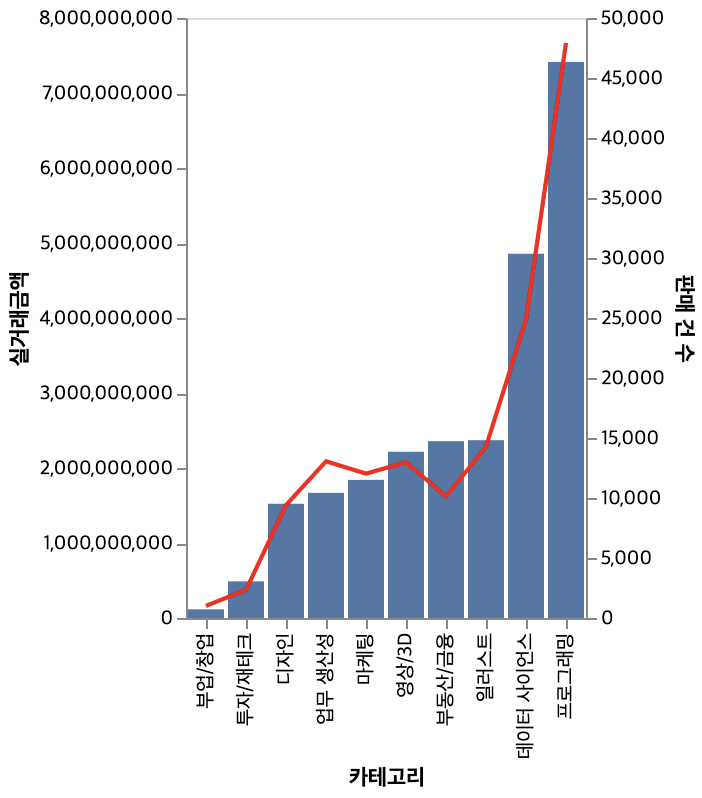 8,000,000,000
7,000,000,000
6,000,000,000
5,000,000,000
4,000,000,000
3,000,000,000
2,000,000,000
1,000,000,000
0
실거래금액
50,000
45,000
40,000
35,000
30,000
25,000
20,000
15,000
10,000
5,000
0
판매 건 수
부업/창업
투자/재테크
디자인
업무 생산성
마케팅
영상/3D
부동산/금융
일러스트
데이터 사이언스
프로그래밍
카테고리